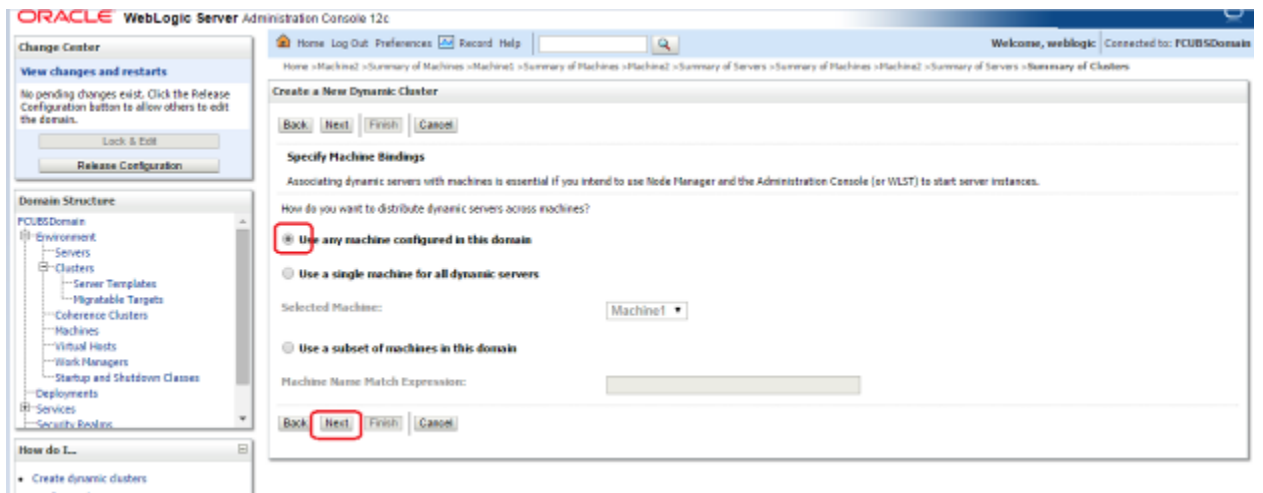 ORACLE WebLogic Server Administration Console 12c
Change Center
View changes and restarts
No pending changes exist. Click the Release
Configuration button to allow others to edit
the domain.
Lock & Edit
Release Configuration
Domain Structure
FCUBSDomain
Environment
Servers
Clusters
Server Templates
Migratable Targets
Coherence Clusters
Machines
Virtual Hosts
Work Managers
Startup and Shutdown Classes
Deployments
Services
Security Realms
How do I...
Create dynamic clusters
Home Log Out Preferences Record Help
Welcome, weblogic Connected to: FCUBSDomain
Home >Machine2 >Summary of Machines >Machine1 >Summary of Machines >Machine2 >Summary of Servers >Summary of Machines >Machine2 >Summary of Servers >Summary of Clusters
Create a New Dynamic Cluster
Back Next Finish Cancel
Specify Machine Bindings
Associating dynamic servers with machines is essential if you intend to use Node Manager and the Administration Console (or WLST) to start server instances.
How do you want to distribute dynamic servers across machines?
Use any machine configured in this domain
Use a single machine for all dynamic servers
Selected Machine: Machine1
Use a subset of machines in this domain
Machine Name Match Expression:
Back Next Finish Cancel